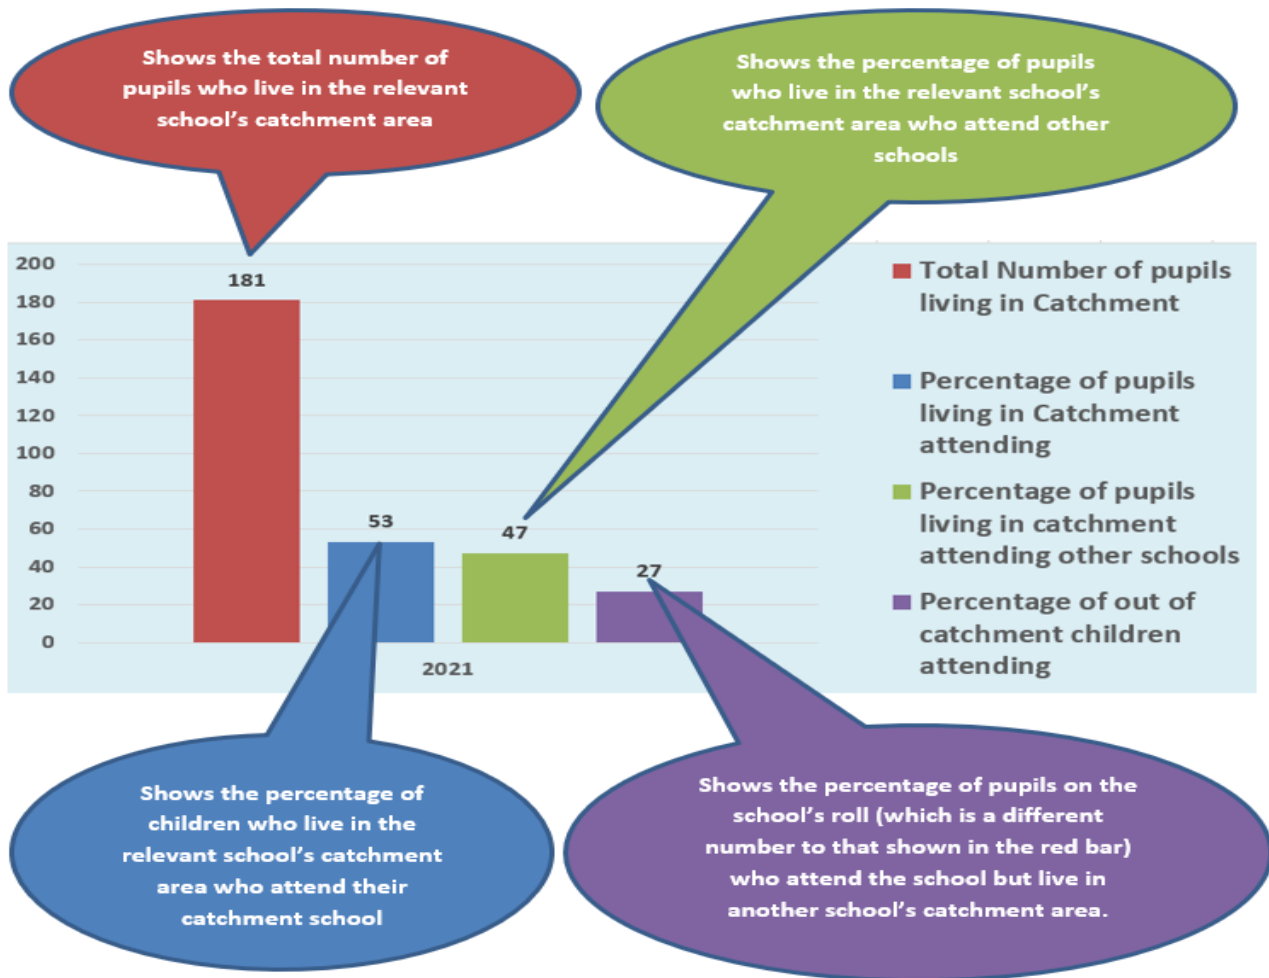 Shows the total number of
pupils who live in the relevant
school's catchment area
Shows the percentage of pupils
who live in the relevant school's
catchment area who attend other
schools
200
180
160
140
120
100
80
60
40
20
0
181
53
47
27
2021
Total Number of pupils
living in Catchment
Percentage of pupils
living in Catchment
attending
Percentage of pupils
living in catchment
attending other schools
Percentage of out of
catchment children
attending
Shows the percentage of
children who live in the
relevant school's catchment
area who attend their
catchment school
Shows the percentage of pupils on the
school's roll (which is a different
number to that shown in the red bar)
who attend the school but live in
another school's catchment area.